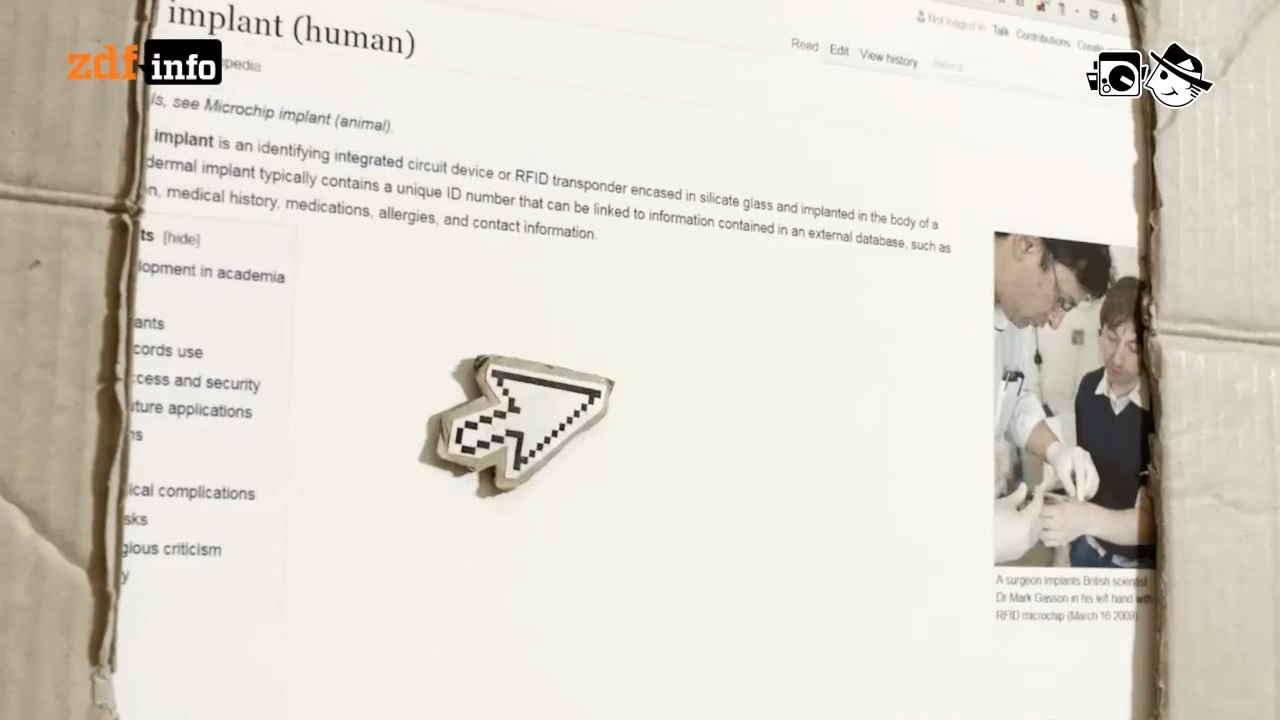 implant (human)
zdf info
pedia
Not logged in Talk Contributions
Read Edit View history
ls, see Microchip implant (animal).
implant is an identifying integrated circuit device or RFID transponder encased in silicate glass and implanted in the body of a
dermal implant typically contains a unique ID number that can be linked to information contained in an external database, such as
n, medical history, medications, allergies, and contact information.
ts [hide]
lopment in academia
ants
cords use
cess and security
uture applications
ns
ical complications
sks
gious criticism
y
A surgeon implants British scientist
Dr Mark Gasson in his left hand with
RFID microchip (March 16 2009)